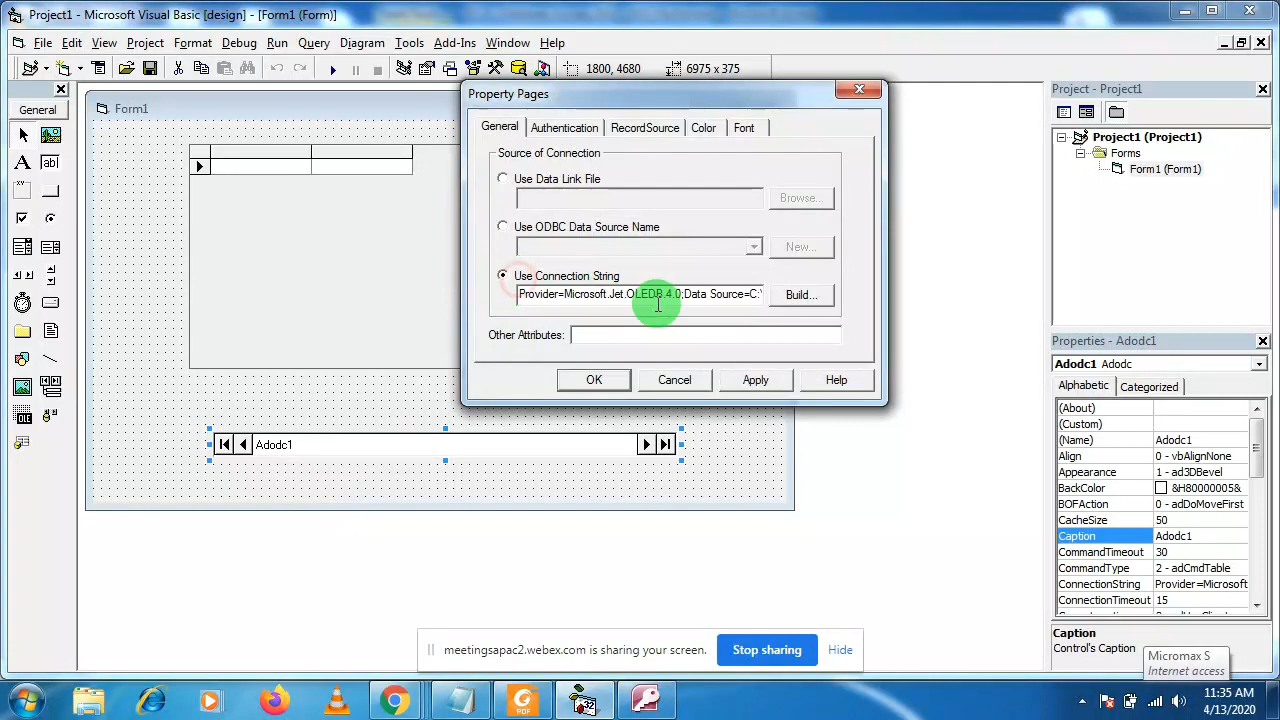 Project1 - Microsoft Visual Basic [design] - [Form1 (Form)]
File Edit View Project Format Debug Run Query Diagram Tools Add-Ins Window Help
1800, 4680 6975 x 375
General
Form1
Adodc1
Property Pages
General Authentication RecordSource Color Font
Source of Connection
Use Data Link File
Browse...
Use ODBC Data Source Name
New...
Use Connection String
Provider=Microsoft.Jet.OLEDB.4.0;Data Source=C:\
Build...
Other Attributes:
OK Cancel Apply Help
Project - Project1
Project1 (Project1)
Forms
Form1 (Form1)
Properties - Adodc1
Adodc1 Adodc
Alphabetic Categorized
(About)
(Custom)
(Name) Adodc1
Align 0 - vbAlignNone
Appearance 1 - ad3DBevel
BackColor &H80000005&
BOFAction 0 - adDoMoveFirst
CacheSize 50
Caption Adodc1
CommandTimeout 30
CommandType 2 - adCmdTable
ConnectionString Provider=Microsoft
ConnectionTimeout 15
Caption
Control's Caption
Micromax S
Internet access
meetingsapac2.webex.com is sharing your screen.
Stop sharing
Hide
PDF
11:35 AM
4/13/2020